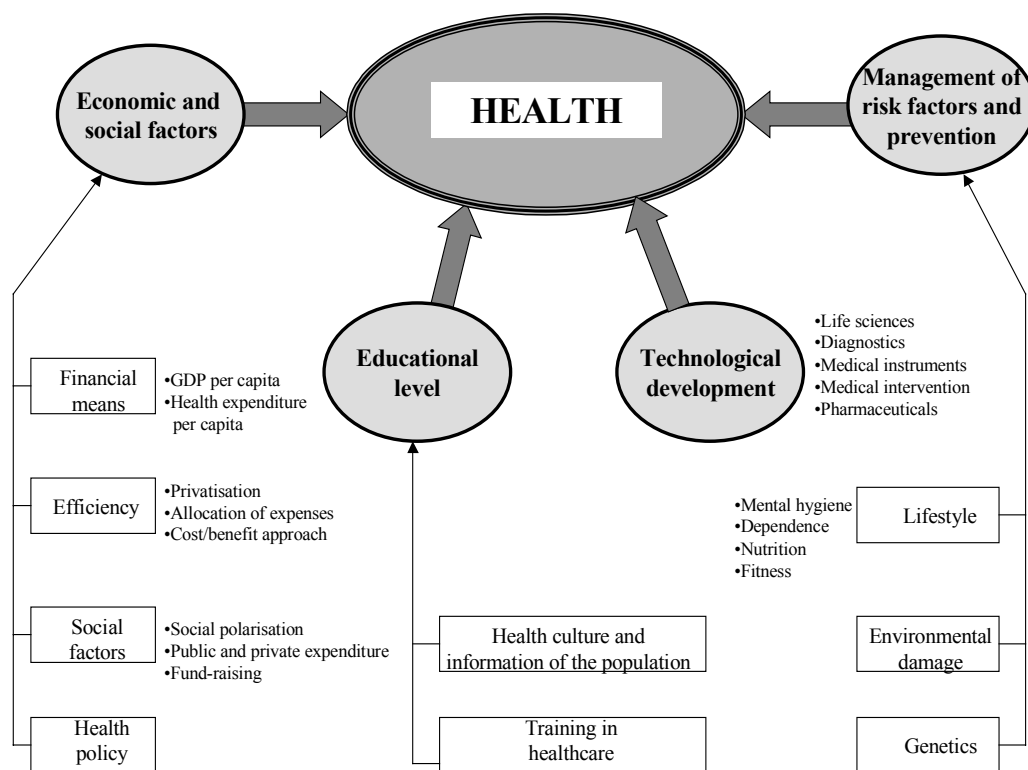 HEALTH
Economic and
social factors
Management of
risk factors and
prevention
Educational
level
Technological
development
•Life sciences
•Diagnostics
•Medical instruments
•Medical intervention
•Pharmaceuticals
Financial
means
•GDP per capita
•Health expenditure
per capita
Efficiency
•Privatisation
•Allocation of expenses
•Cost/benefit approach
Social
factors
•Social polarisation
•Public and private expenditure
•Fund-raising
Health
policy
Health culture and
information of the population
Training in
healthcare
•Mental hygiene
•Dependence
•Nutrition
•Fitness
Lifestyle
Environmental
damage
Genetics